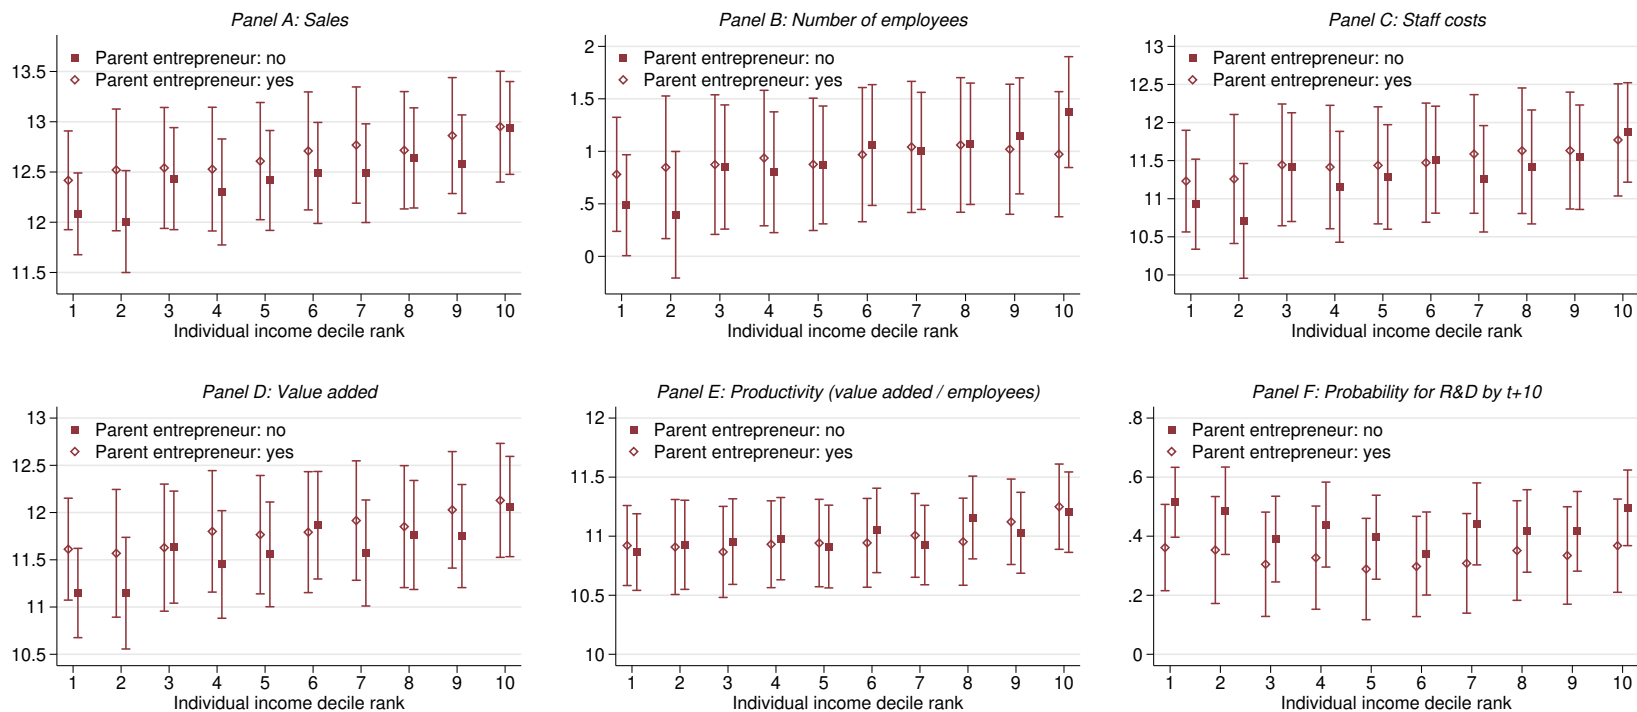 Panel A: Sales
Parent entrepreneur: no
Parent entrepreneur: yes
13.5
13
12.5
12
11.5
1 2 3 4 5 6 7 8 9 10
Individual income decile rank
Panel B: Number of employees
Parent entrepreneur: no
Parent entrepreneur: yes
2
1.5
1
.5
0
1 2 3 4 5 6 7 8 9 10
Individual income decile rank
Panel C: Staff costs
Parent entrepreneur: no
Parent entrepreneur: yes
13
12.5
12
11.5
11
10.5
10
1 2 3 4 5 6 7 8 9 10
Individual income decile rank
Panel D: Value added
Parent entrepreneur: no
Parent entrepreneur: yes
13
12.5
12
11.5
11
10.5
1 2 3 4 5 6 7 8 9 10
Individual income decile rank
Panel E: Productivity (value added / employees)
Parent entrepreneur: no
Parent entrepreneur: yes
12
11.5
11
10.5
10
1 2 3 4 5 6 7 8 9 10
Individual income decile rank
Panel F: Probability for R&D by t+10
Parent entrepreneur: no
Parent entrepreneur: yes
.8
.6
.4
.2
0
1 2 3 4 5 6 7 8 9 10
Individual income decile rank